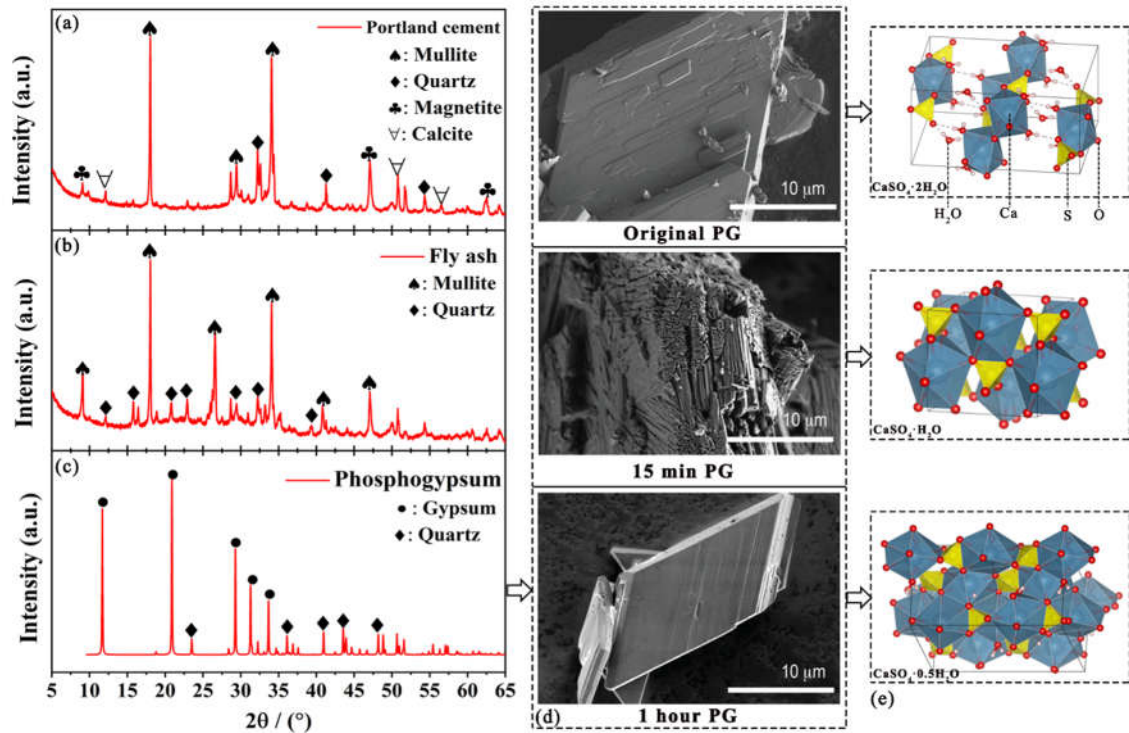 (a)
Portland cement
♠: Mullite
♦: Quartz
♣: Magnetite
∀: Calcite
Intensity (a.u.)
(b)
Fly ash
♠: Mullite
♦: Quartz
Intensity (a.u.)
(c)
Phosphogypsum
●: Gypsum
♦: Quartz
Intensity (a.u.)
5 10 15 20 25 30 35 40 45 50 55 60 65
2θ / (°)
10 μm
Original PG
10 μm
15 min PG
10 μm
(d)
1 hour PG
CaSO₄·2H₂O
H₂O Ca S O
CaSO₄·H₂O
CaSO₄·0.5H₂O
(e)